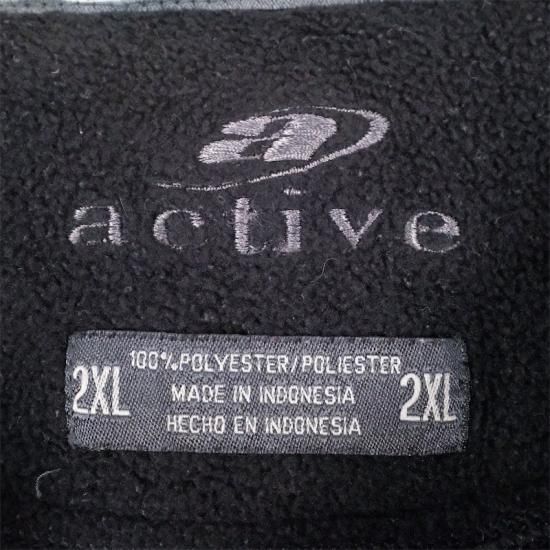 a
active
100% POLYESTER/POLIESTER
2XL MADE IN INDONESIA 2XL
HECHO EN INDONESIA